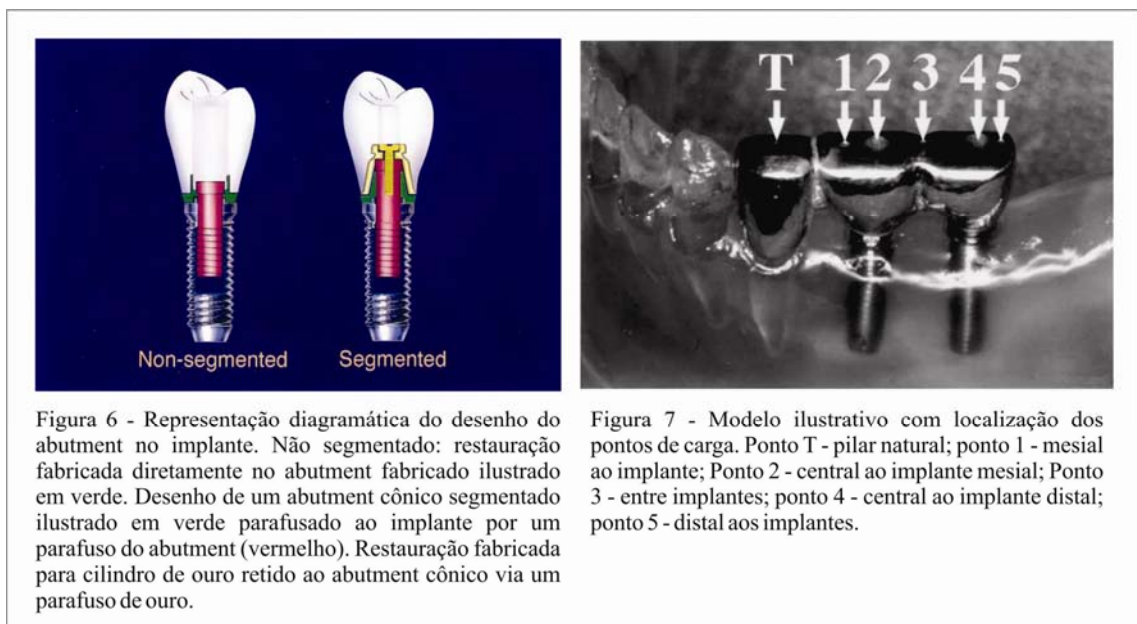 Non-segmented
Segmented
T 1 2 3 4 5
Figura 6 - Representação diagramática do desenho do
abutment no implante. Não segmentado: restauração
fabricada diretamente no abutment fabricado ilustrado
em verde. Desenho de um abutment cônico segmentado
ilustrado em verde parafusado ao implante por um
parafuso do abutment (vermelho). Restauração fabricada
para cilindro de ouro retido ao abutment cônico via um
parafuso de ouro.
Figura 7 - Modelo ilustrativo com localização dos
pontos de carga. Ponto T - pilar natural; ponto 1 - mesial
ao implante; Ponto 2 - central ao implante mesial; Ponto
3 - entre implantes; ponto 4 - central ao implante distal;
ponto 5 - distal aos implantes.